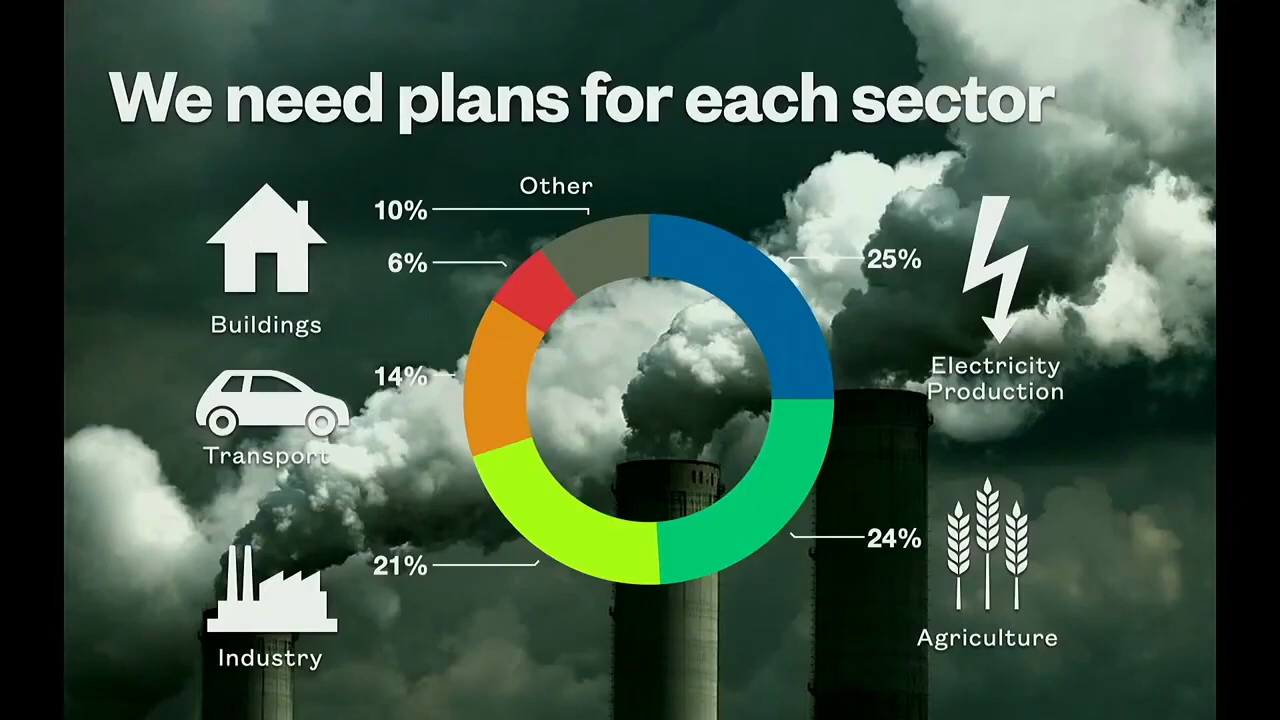 We need plans for each sector
Other
10%
6%
25%
Buildings
Electricity
Production
14%
Transport
24%
21%
Agriculture
Industry